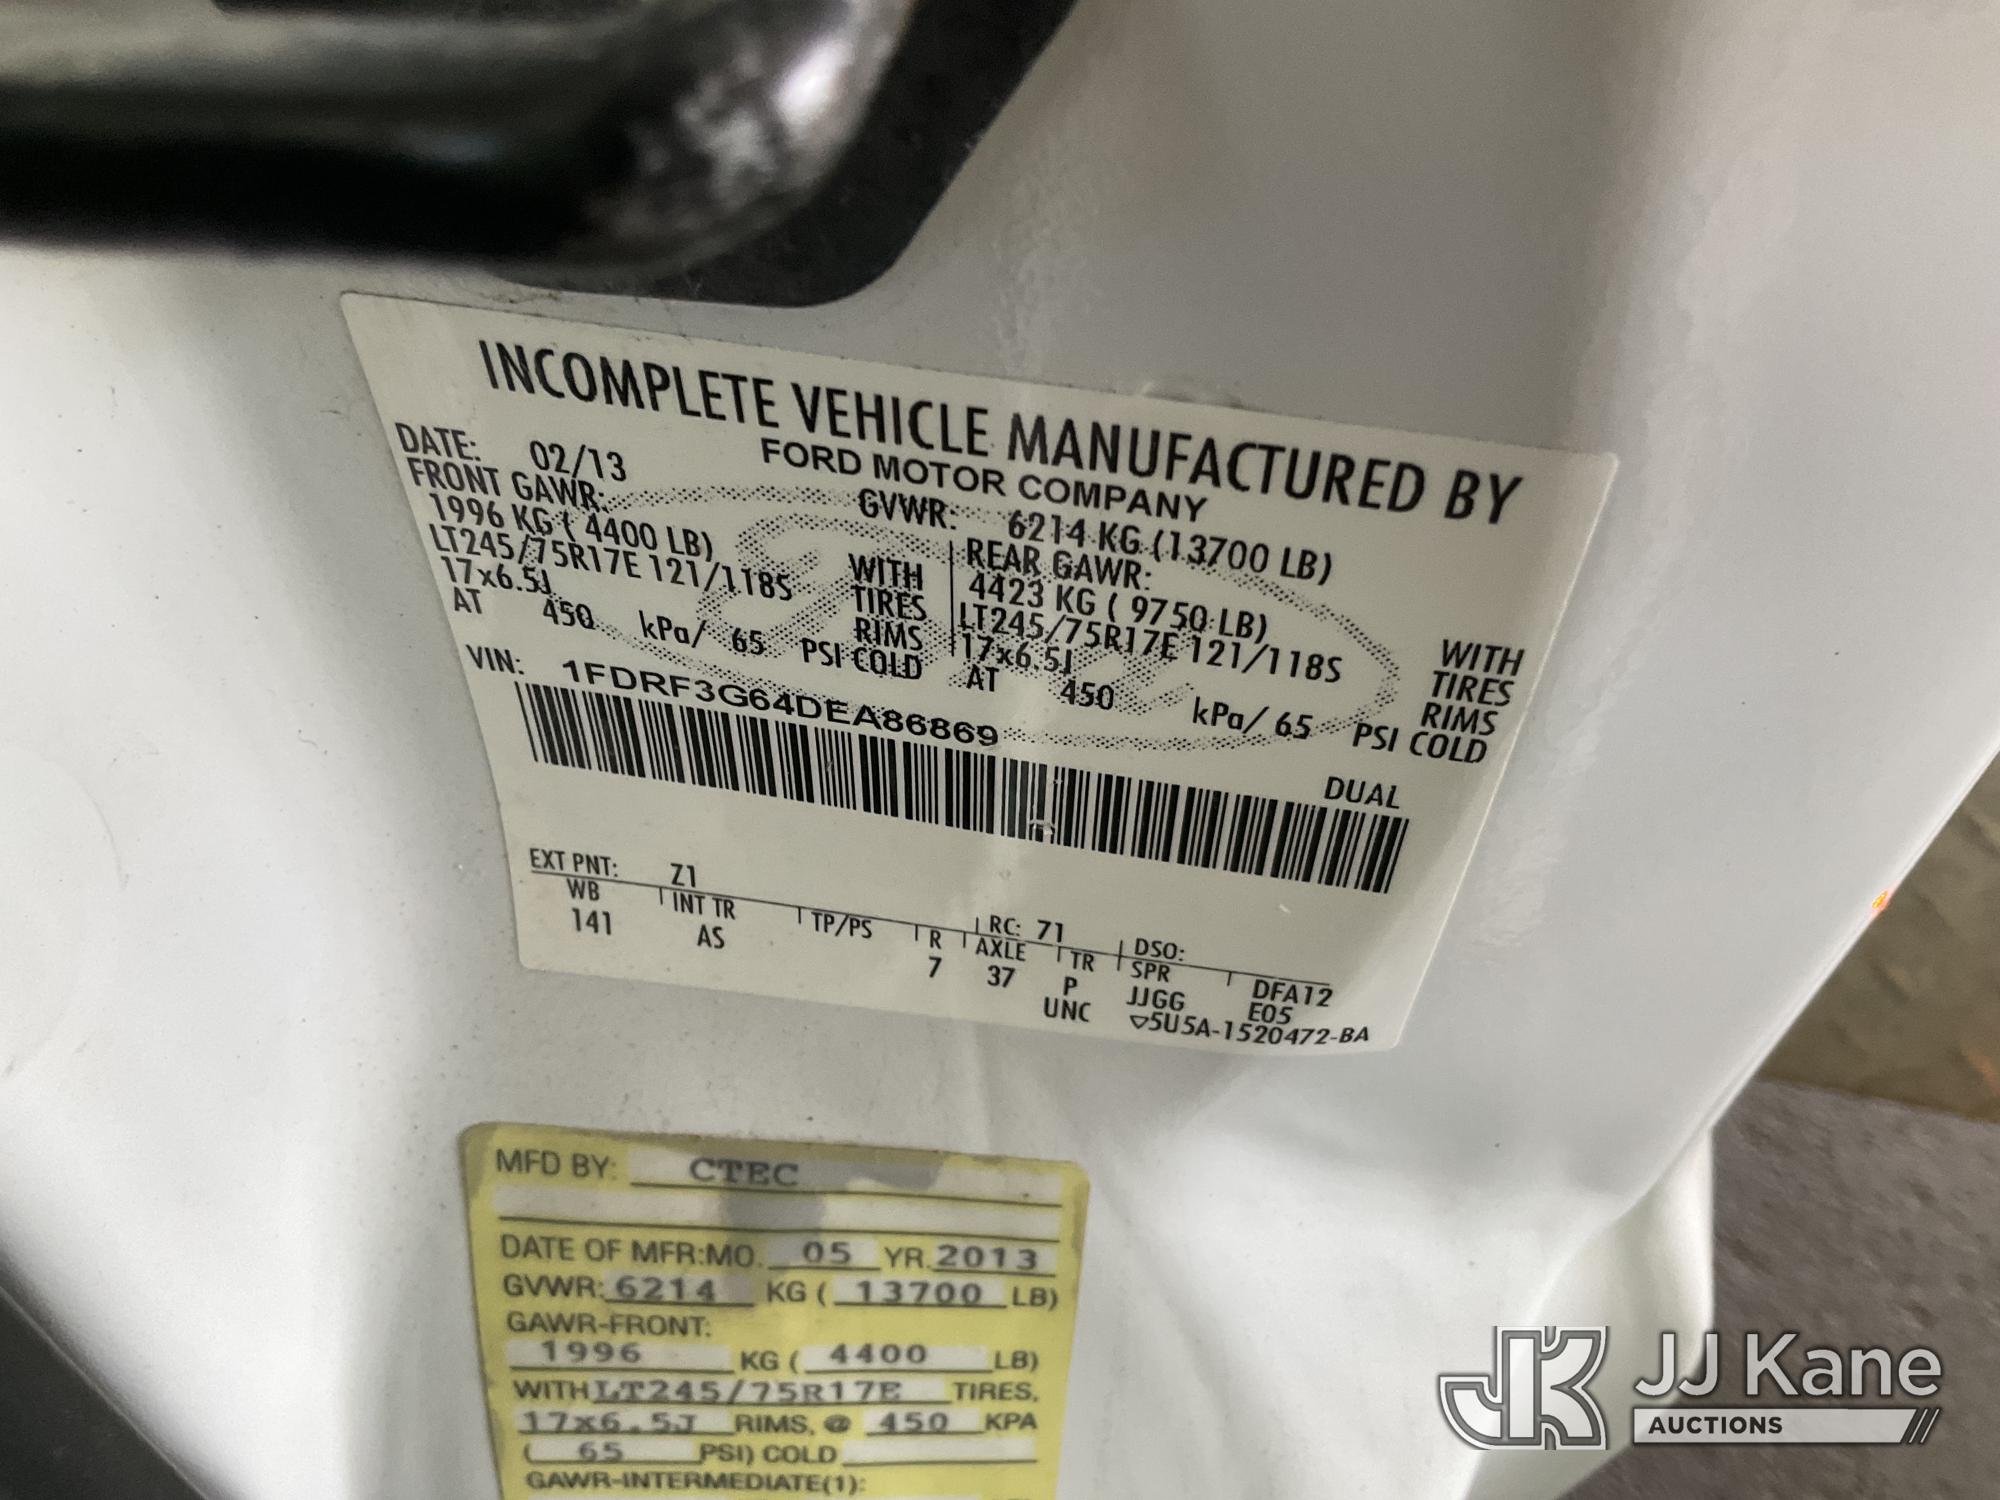 INCOMPLETE VEHICLE MANUFACTURED BY
FORD MOTOR COMPANY
DATE: 02/13
GVWR: 6214 KG (13700 LB)
FRONT GAWR:
1996 KG ( 4400 LB) WITH
LT245/75R17E 121/118S TIRES
17x6.5J RIMS
AT 450 kPa/ 65 PSI COLD
REAR GAWR:
4423 KG ( 9750 LB) WITH
LT245/75R17E 121/118S TIRES
17x6.5J RIMS
AT 450 kPa/ 65 PSI COLD
VIN: 1FDRF3G64DEA86869
DUAL
EXT PNT: Z1 RC: 71 DSO:
WB INT TR TP/PS R AXLE TR SPR DFA12
141 AS 7 37 P JJGG E05
UNC ▽5U5A-1520472-BA
MFD BY: CTEC
DATE OF MFR:MO. 05 YR. 2013
GVWR: 6214 KG ( 13700 LB)
GAWR-FRONT:
1996 KG ( 4400 LB)
WITH LT245/75R17E TIRES,
17x6.5J RIMS, @ 450 KPA
( 65 PSI) COLD
GAWR-INTERMEDIATE(1):
JK JJ Kane
AUCTIONS